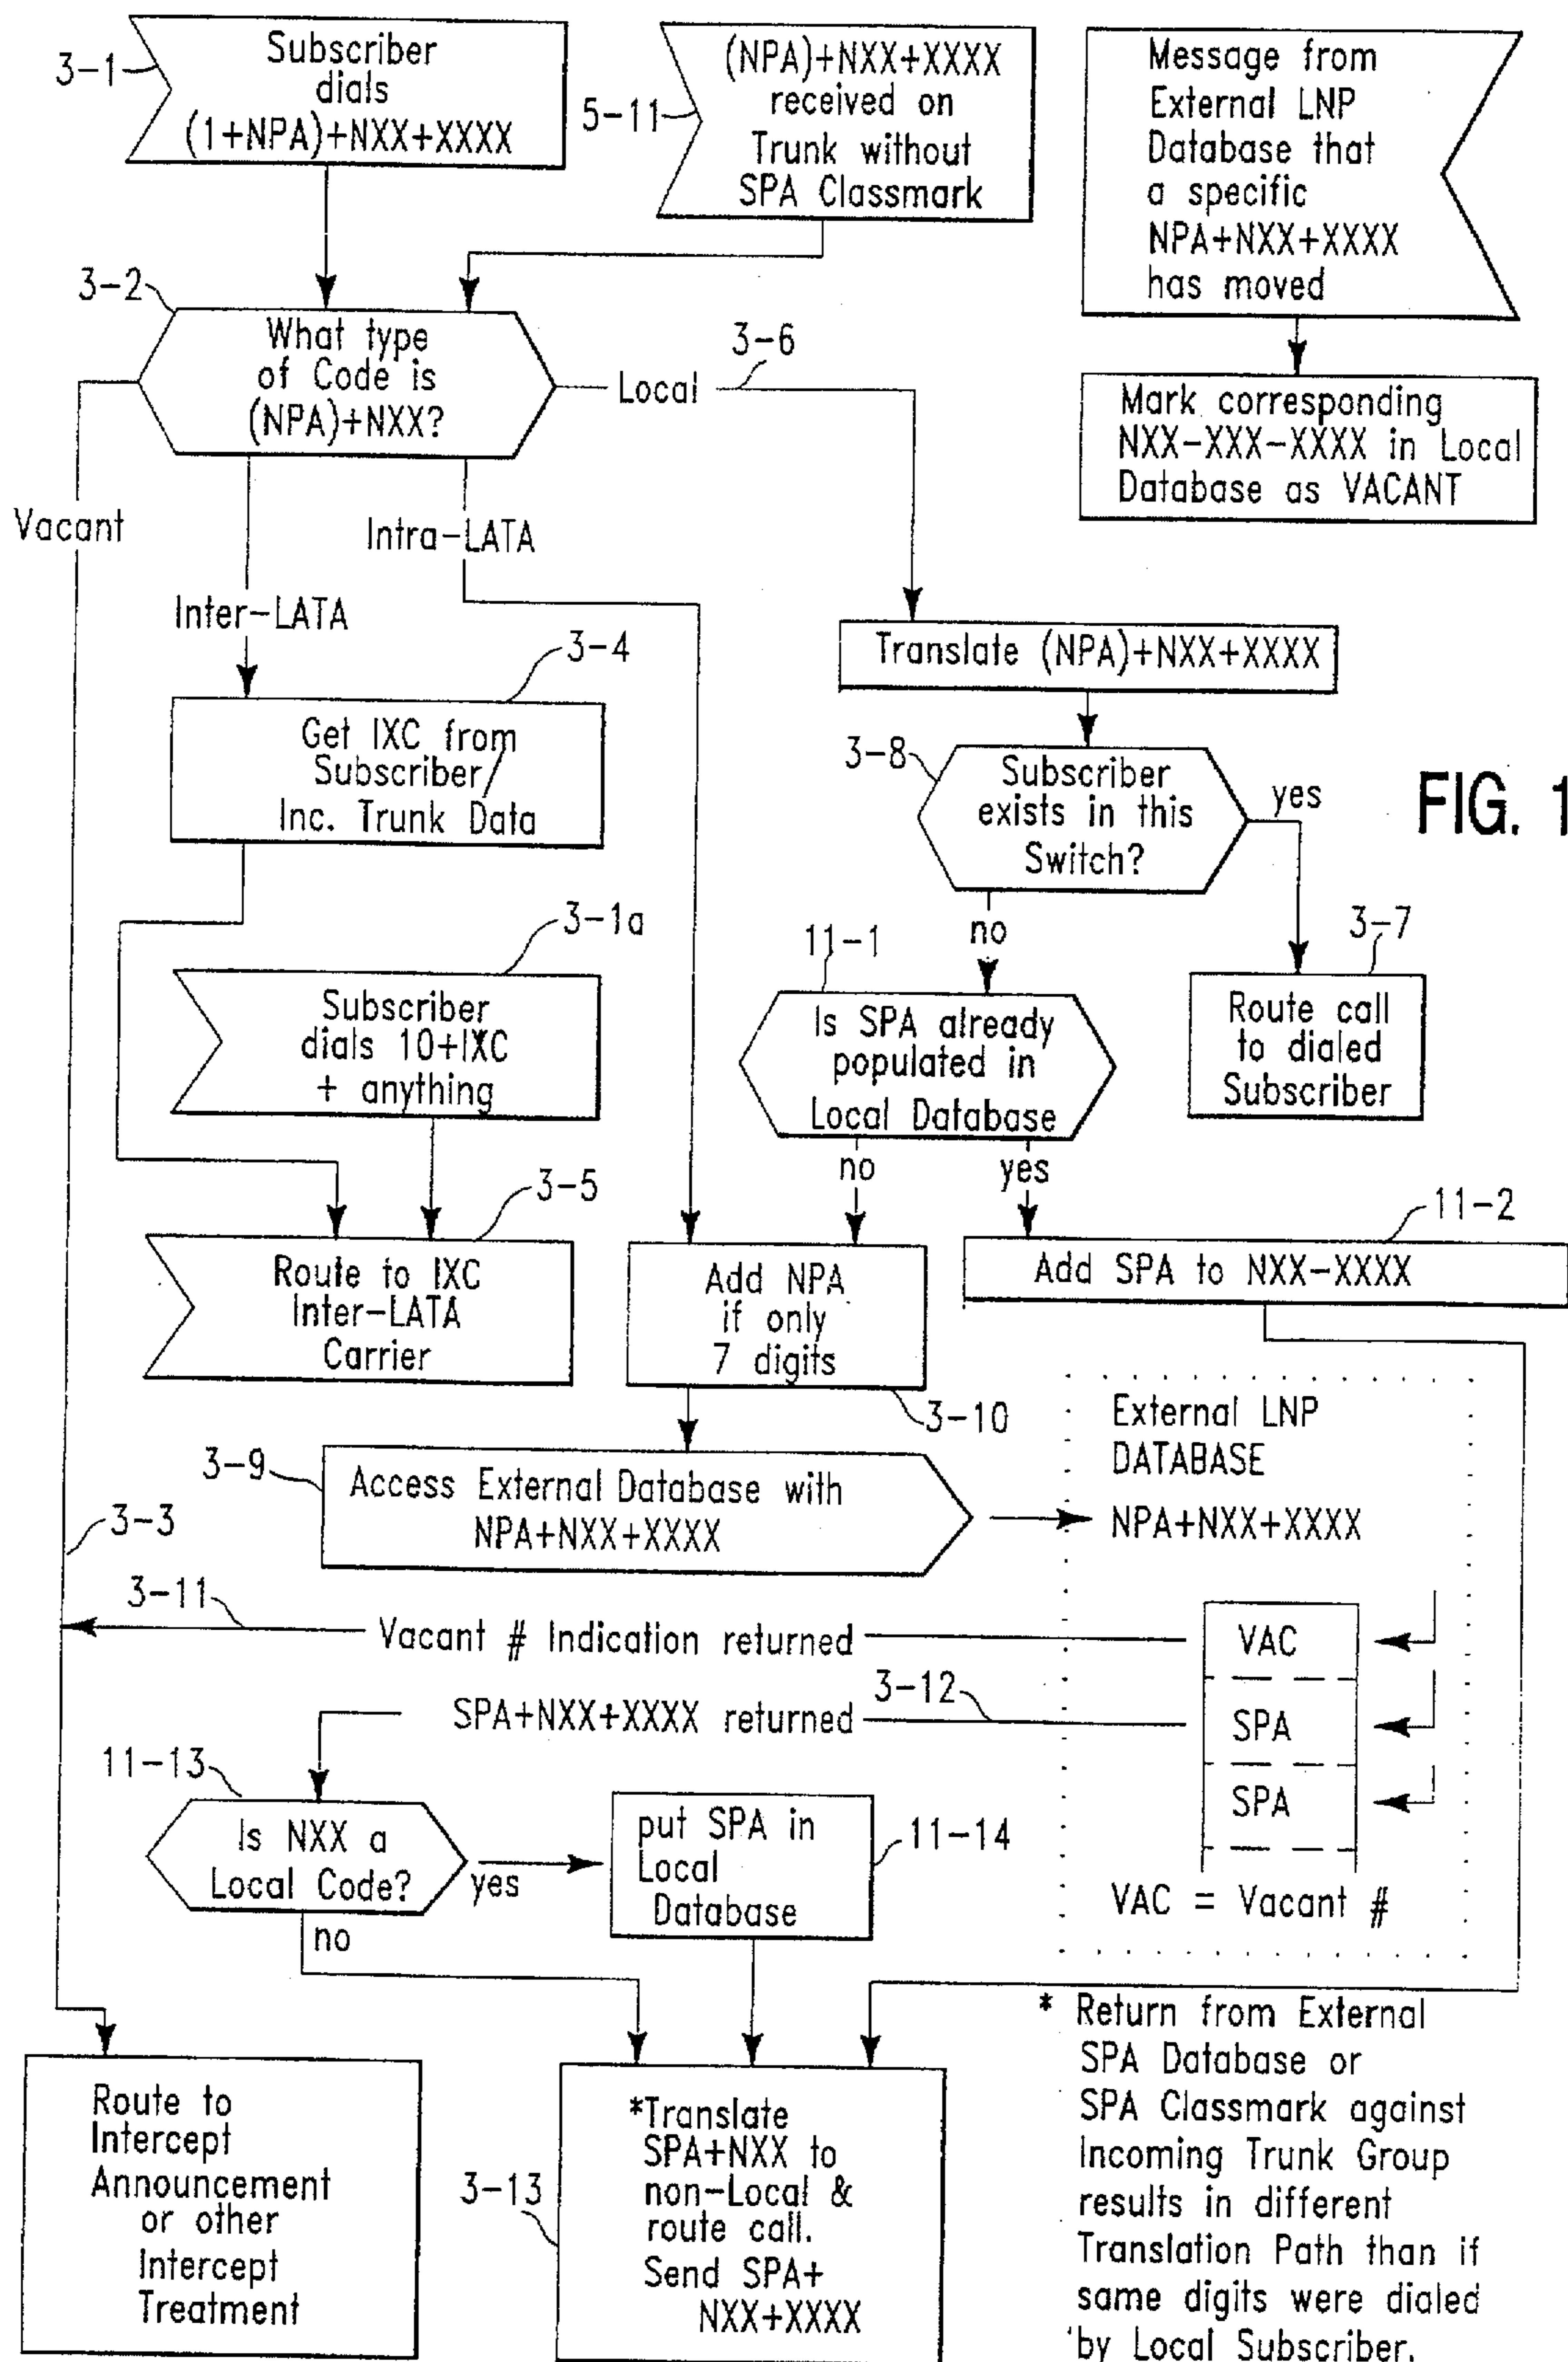 3-1
Subscriber
dials
(1+NPA)+NXX+XXXX
5-11
(NPA)+NXX+XXXX
received on
Trunk without
SPA Classmark
Message from
External LNP
Database that
a specific
NPA+NXX+XXXX
has moved
3-2
What type
of Code is
(NPA)+NXX?
Local
3-6
Mark corresponding
NXX-XXX-XXXX in Local
Database as VACANT
Vacant
Intra-LATA
Inter-LATA
3-4
Get IXC from
Subscriber/
Inc. Trunk Data
Translate (NPA)+NXX+XXXX
3-8
Subscriber
exists in this
Switch?
yes
no
FIG. 1
3-7
Route call
to dialed
Subscriber
3-1a
Subscriber
dials 10+IXC
+ anything
11-1
Is SPA already
populated in
Local Database
no
yes
3-5
Route to IXC
Inter-LATA
Carrier
Add NPA
if only
7 digits
3-10
11-2
Add SPA to NXX-XXXX
3-9
Access External Database with
NPA+NXX+XXXX
External LNP
DATABASE
NPA+NXX+XXXX
3-3
3-11
Vacant # Indication returned
VAC
3-12
SPA+NXX+XXXX returned
SPA
SPA
VAC = Vacant #
11-13
Is NXX a
Local Code?
yes
no
put SPA in
Local
Database
11-14
Route to
Intercept
Announcement
or other
Intercept
Treatment
3-13
*Translate
SPA+NXX to
non-Local &
route call.
Send SPA+
NXX+XXXX
* Return from External
SPA Database or
SPA Classmark against
Incoming Trunk Group
results in different
Translation Path than if
same digits were dialed
by Local Subscriber.